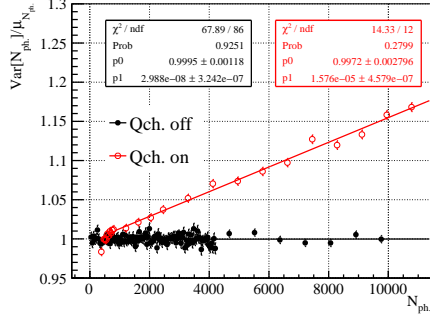 Var[N_ph.]/μ_N_ph.
1.3
1.25
1.2
1.15
1.1
1.05
1
0.95
χ² / ndf 67.89 / 86
Prob 0.9251
p0 0.9995 ± 0.00118
p1 2.988e−08 ± 3.242e−07
χ² / ndf 14.33 / 12
Prob 0.2799
p0 0.9972 ± 0.002796
p1 1.576e−05 ± 4.579e−07
Qch. off
Qch. on
0 2000 4000 6000 8000 10000
N_ph.